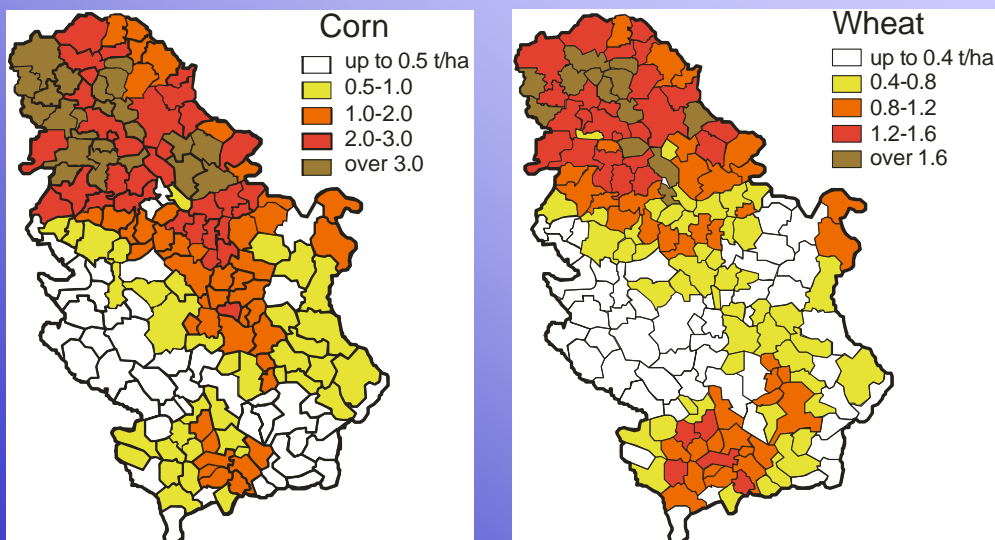 Corn
up to 0.5 t/ha
0.5-1.0
1.0-2.0
2.0-3.0
over 3.0
Wheat
up to 0.4 t/ha
0.4-0.8
0.8-1.2
1.2-1.6
over 1.6